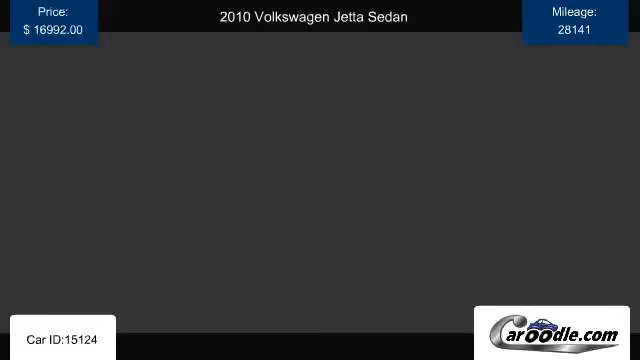 Price:
$ 16992.00
2010 Volkswagen Jetta Sedan
Mileage:
28141
Car ID:15124
Caroodle.com